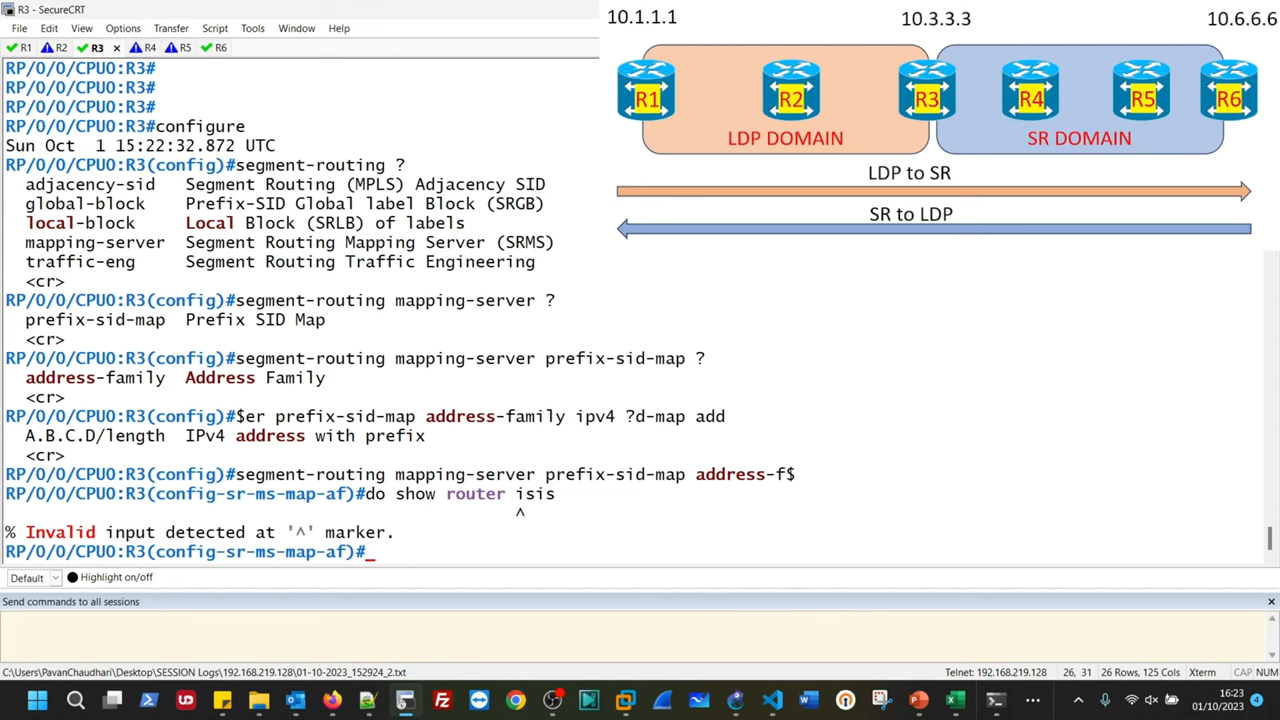 R3 - SecureCRT
File Edit View Options Transfer Script Tools Window Help
R1 R2 R3 × R4 R5 R6
RP/0/0/CPU0:R3#
RP/0/0/CPU0:R3#
RP/0/0/CPU0:R3#
RP/0/0/CPU0:R3#configure
Sun Oct  1 15:22:32.872 UTC
RP/0/0/CPU0:R3(config)#segment-routing ?
  adjacency-sid   Segment Routing (MPLS) Adjacency SID
  global-block    Prefix-SID Global label Block (SRGB)
  local-block     Local Block (SRLB) of labels
  mapping-server  Segment Routing Mapping Server (SRMS)
  traffic-eng     Segment Routing Traffic Engineering
  <cr>
RP/0/0/CPU0:R3(config)#segment-routing mapping-server ?
  prefix-sid-map  Prefix SID Map
  <cr>
RP/0/0/CPU0:R3(config)#segment-routing mapping-server prefix-sid-map ?
  address-family  Address Family
  <cr>
RP/0/0/CPU0:R3(config)#$er prefix-sid-map address-family ipv4 ?d-map add
  A.B.C.D/length  IPv4 address with prefix
  <cr>
RP/0/0/CPU0:R3(config)#segment-routing mapping-server prefix-sid-map address-f$
RP/0/0/CPU0:R3(config-sr-ms-map-af)#do show router isis
^
% Invalid input detected at '^' marker.
RP/0/0/CPU0:R3(config-sr-ms-map-af)#_
10.1.1.1 10.3.3.3 10.6.6.6
R1 R2 R3 R4 R5 R6
LDP DOMAIN SR DOMAIN
LDP to SR
SR to LDP
Default Highlight on/off
Send commands to all sessions ×
C:\Users\PavanChaudhari\Desktop\SESSION Logs\192.168.219.128\01-10-2023_152924_2.txt Telnet: 192.168.219.128 26, 31 26 Rows, 125 Cols Xterm CAP NUM
16:23
01/10/2023